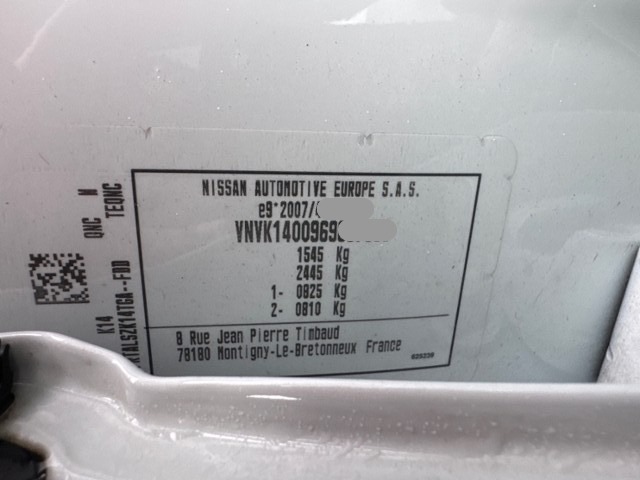 NISSAN AUTOMOTIVE EUROPE S.A.S.
e9*2007/
VNVK1400969
1545 Kg
2445 Kg
1- 0825 Kg
2- 0810 Kg
8 Rue Jean Pierre Timbaud
78180 Montigny-Le-Bretonneux France
K14
QNC N
TEQNC